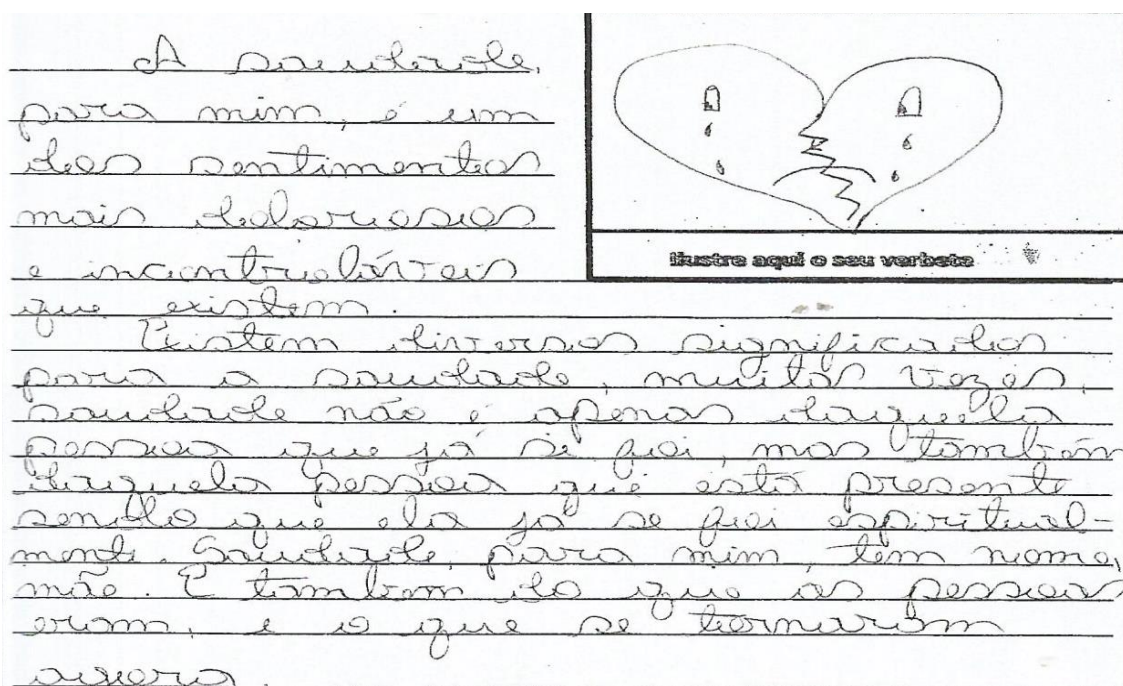 A saudade,
para mim, é um
dos sentimentos
mais dolorosos
e incontroláveis
que existem.
Ilustre aqui o seu verbete
Existem diversos significados
para a saudade, muitas vezes,
saudade não é apenas daquela
pessoa que já se foi, mas também
daquela pessoa que está presente
sendo que ela já se foi espiritual-
mente. Saudade, para mim, tem nome,
mãe. E também do que as pessoas
eram, e o que se tornaram
agora.